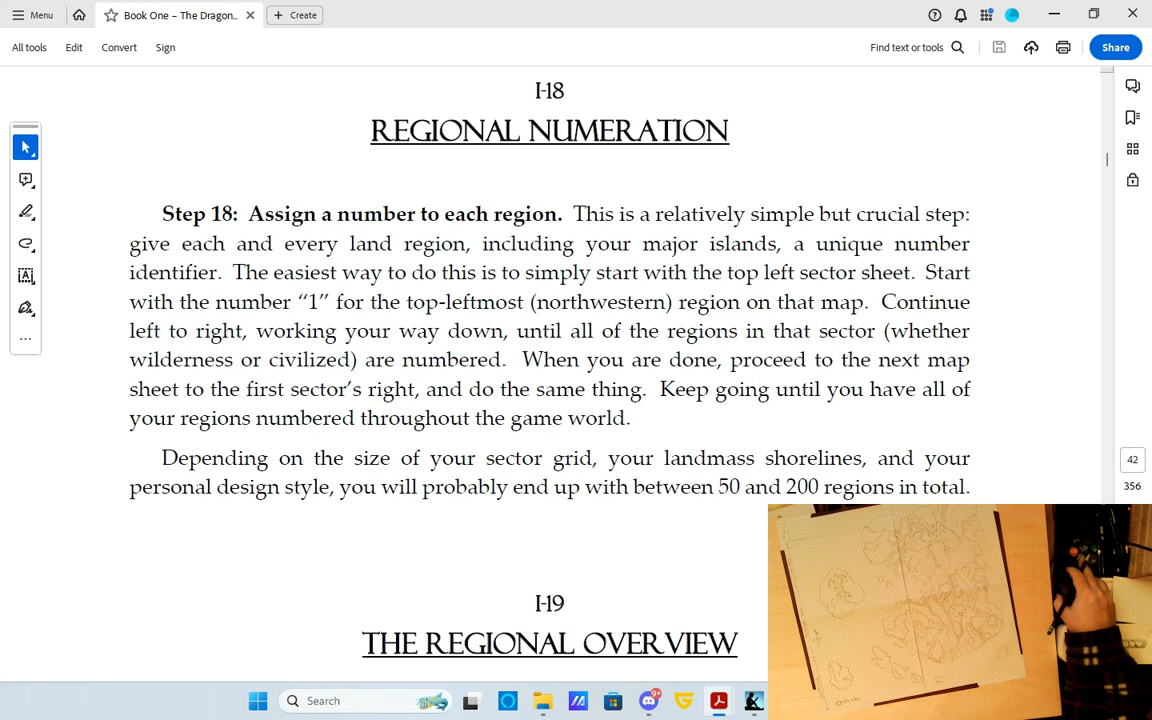 Menu
Book One – The Dragon...
Create
All tools
Edit
Convert
Sign
Find text or tools
Share
I-18
REGIONAL NUMERATION
Step 18: Assign a number to each region. This is a relatively simple but crucial step:
give each and every land region, including your major islands, a unique number
identifier. The easiest way to do this is to simply start with the top left sector sheet. Start
with the number “1” for the top-leftmost (northwestern) region on that map. Continue
left to right, working your way down, until all of the regions in that sector (whether
wilderness or civilized) are numbered. When you are done, proceed to the next map
sheet to the first sector’s right, and do the same thing. Keep going until you have all of
your regions numbered throughout the game world.
Depending on the size of your sector grid, your landmass shorelines, and your
personal design style, you will probably end up with between 50 and 200 regions in total.
42
356
I-19
THE REGIONAL OVERVIEW
Search
9+